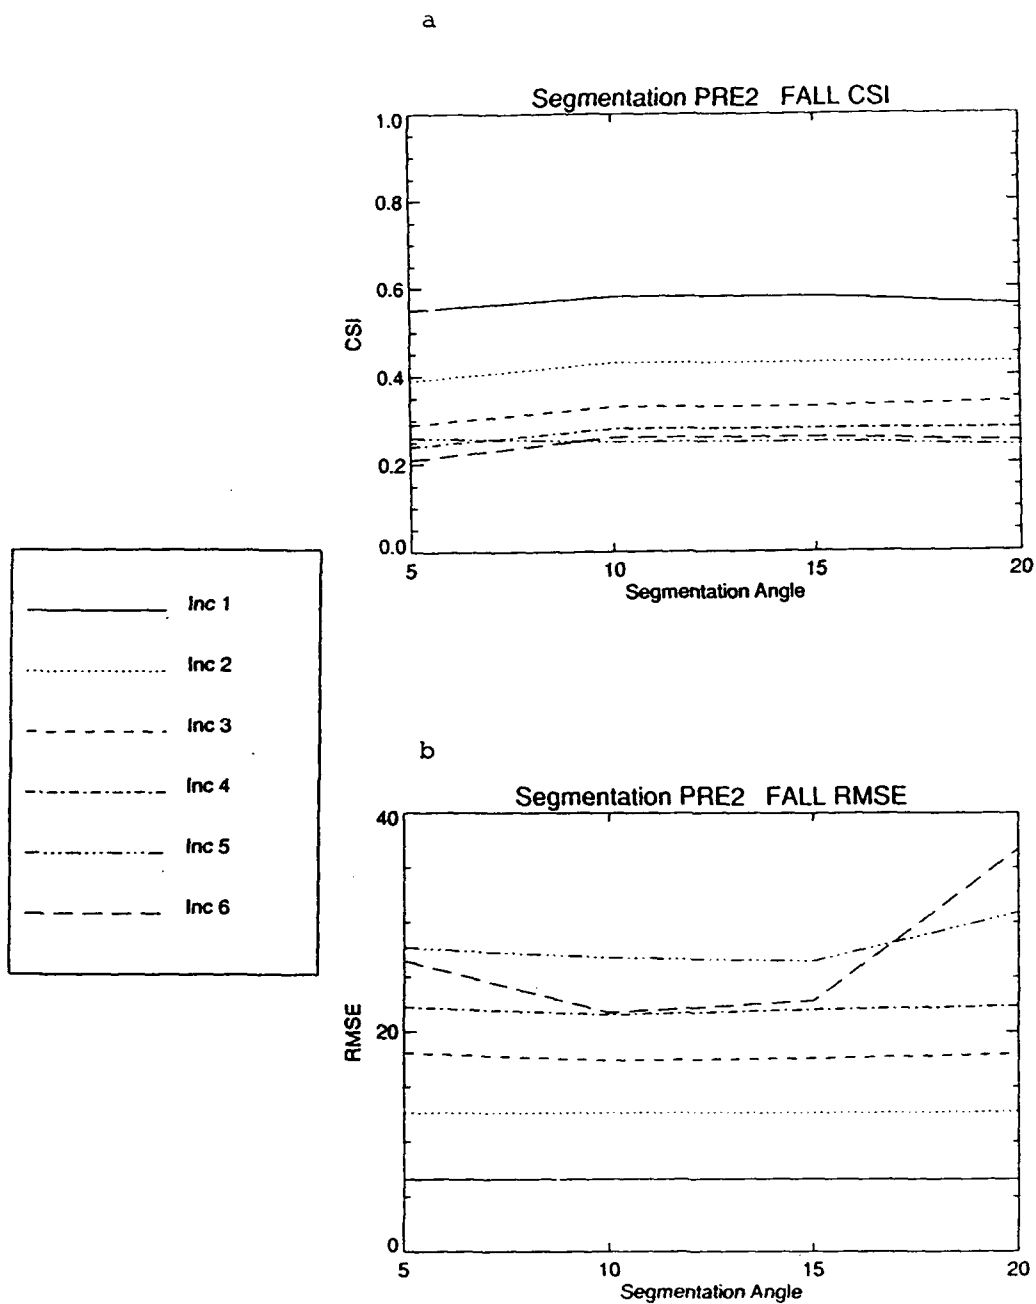 a
Segmentation PRE2 FALL CSI
1.0
0.8
0.6
0.4
0.2
0.0
CSI
5 10 15 20
Segmentation Angle
Inc 1
Inc 2
Inc 3
Inc 4
Inc 5
Inc 6
b
Segmentation PRE2 FALL RMSE
40
20
0
RMSE
5 10 15 20
Segmentation Angle